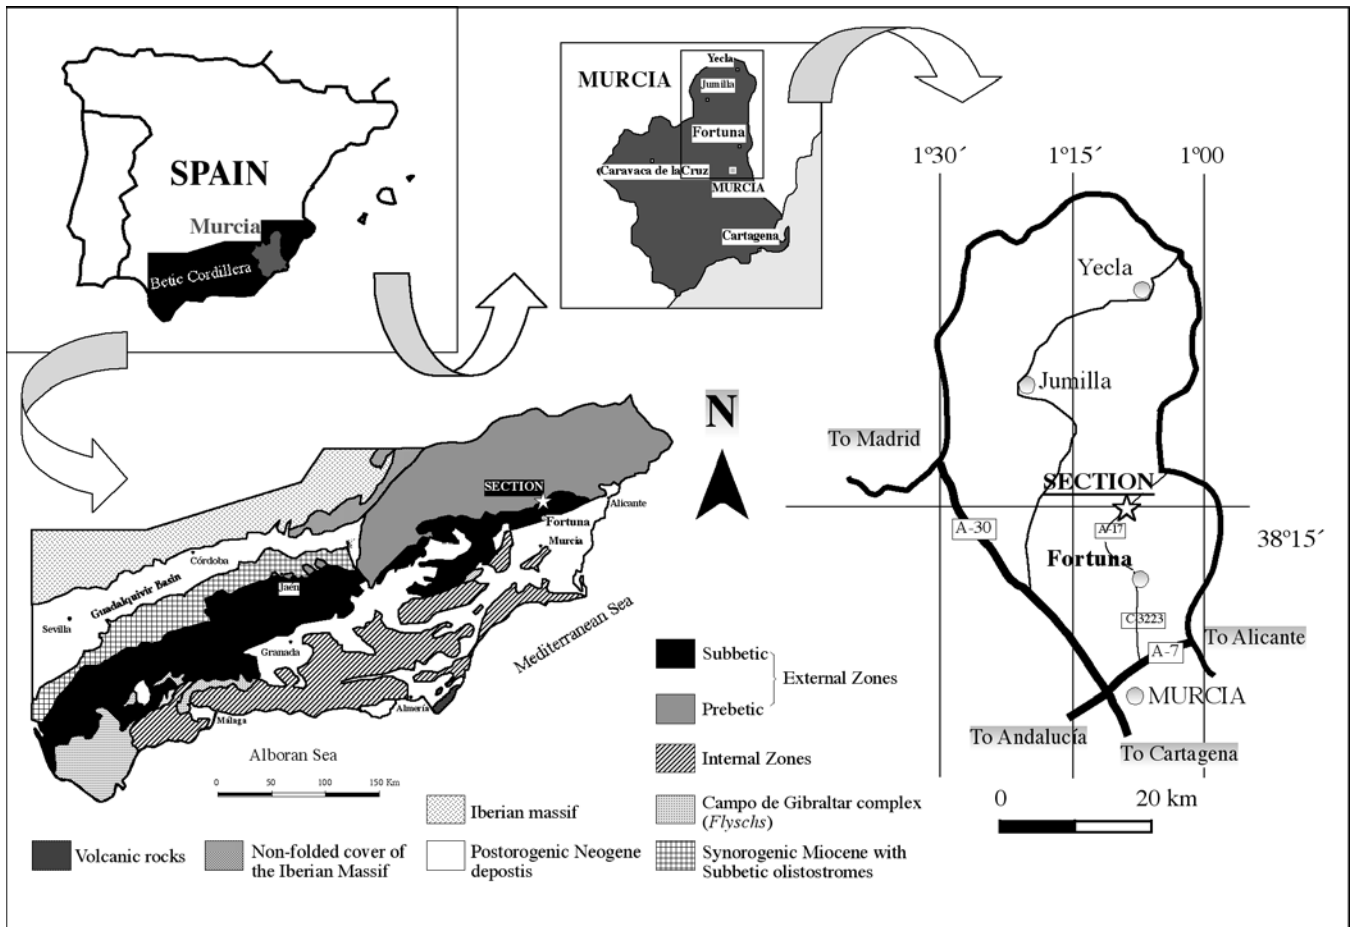 SPAIN
Murcia
Betic Cordillera
MURCIA
Yecla
Jumilla
Fortuna
Caravaca de la Cruz
MURCIA
Cartagena
1º30´ 1º15´ 1º00
Yecla
Jumilla
To Madrid
SECTION
A-30
A-17
38º15´
Fortuna
C-3223
To Alicante
A-7
MURCIA
To Andalucía
To Cartagena
0 20 km
N
SECTION
Alicante
Fortuna
Murcia
Córdoba
Guadalquivir Basin
Jaén
Sevilla
Granada
Mediterranean Sea
Almería
Málaga
Alboran Sea
0 50 100 150 Km
Subbetic
External Zones
Prebetic
Internal Zones
Iberian massif
Campo de Gibraltar complex
(Flyschs)
Volcanic rocks
Non-folded cover of
the Iberian Massif
Postorogenic Neogene
depostis
Synorogenic Miocene with
Subbetic olistostromes